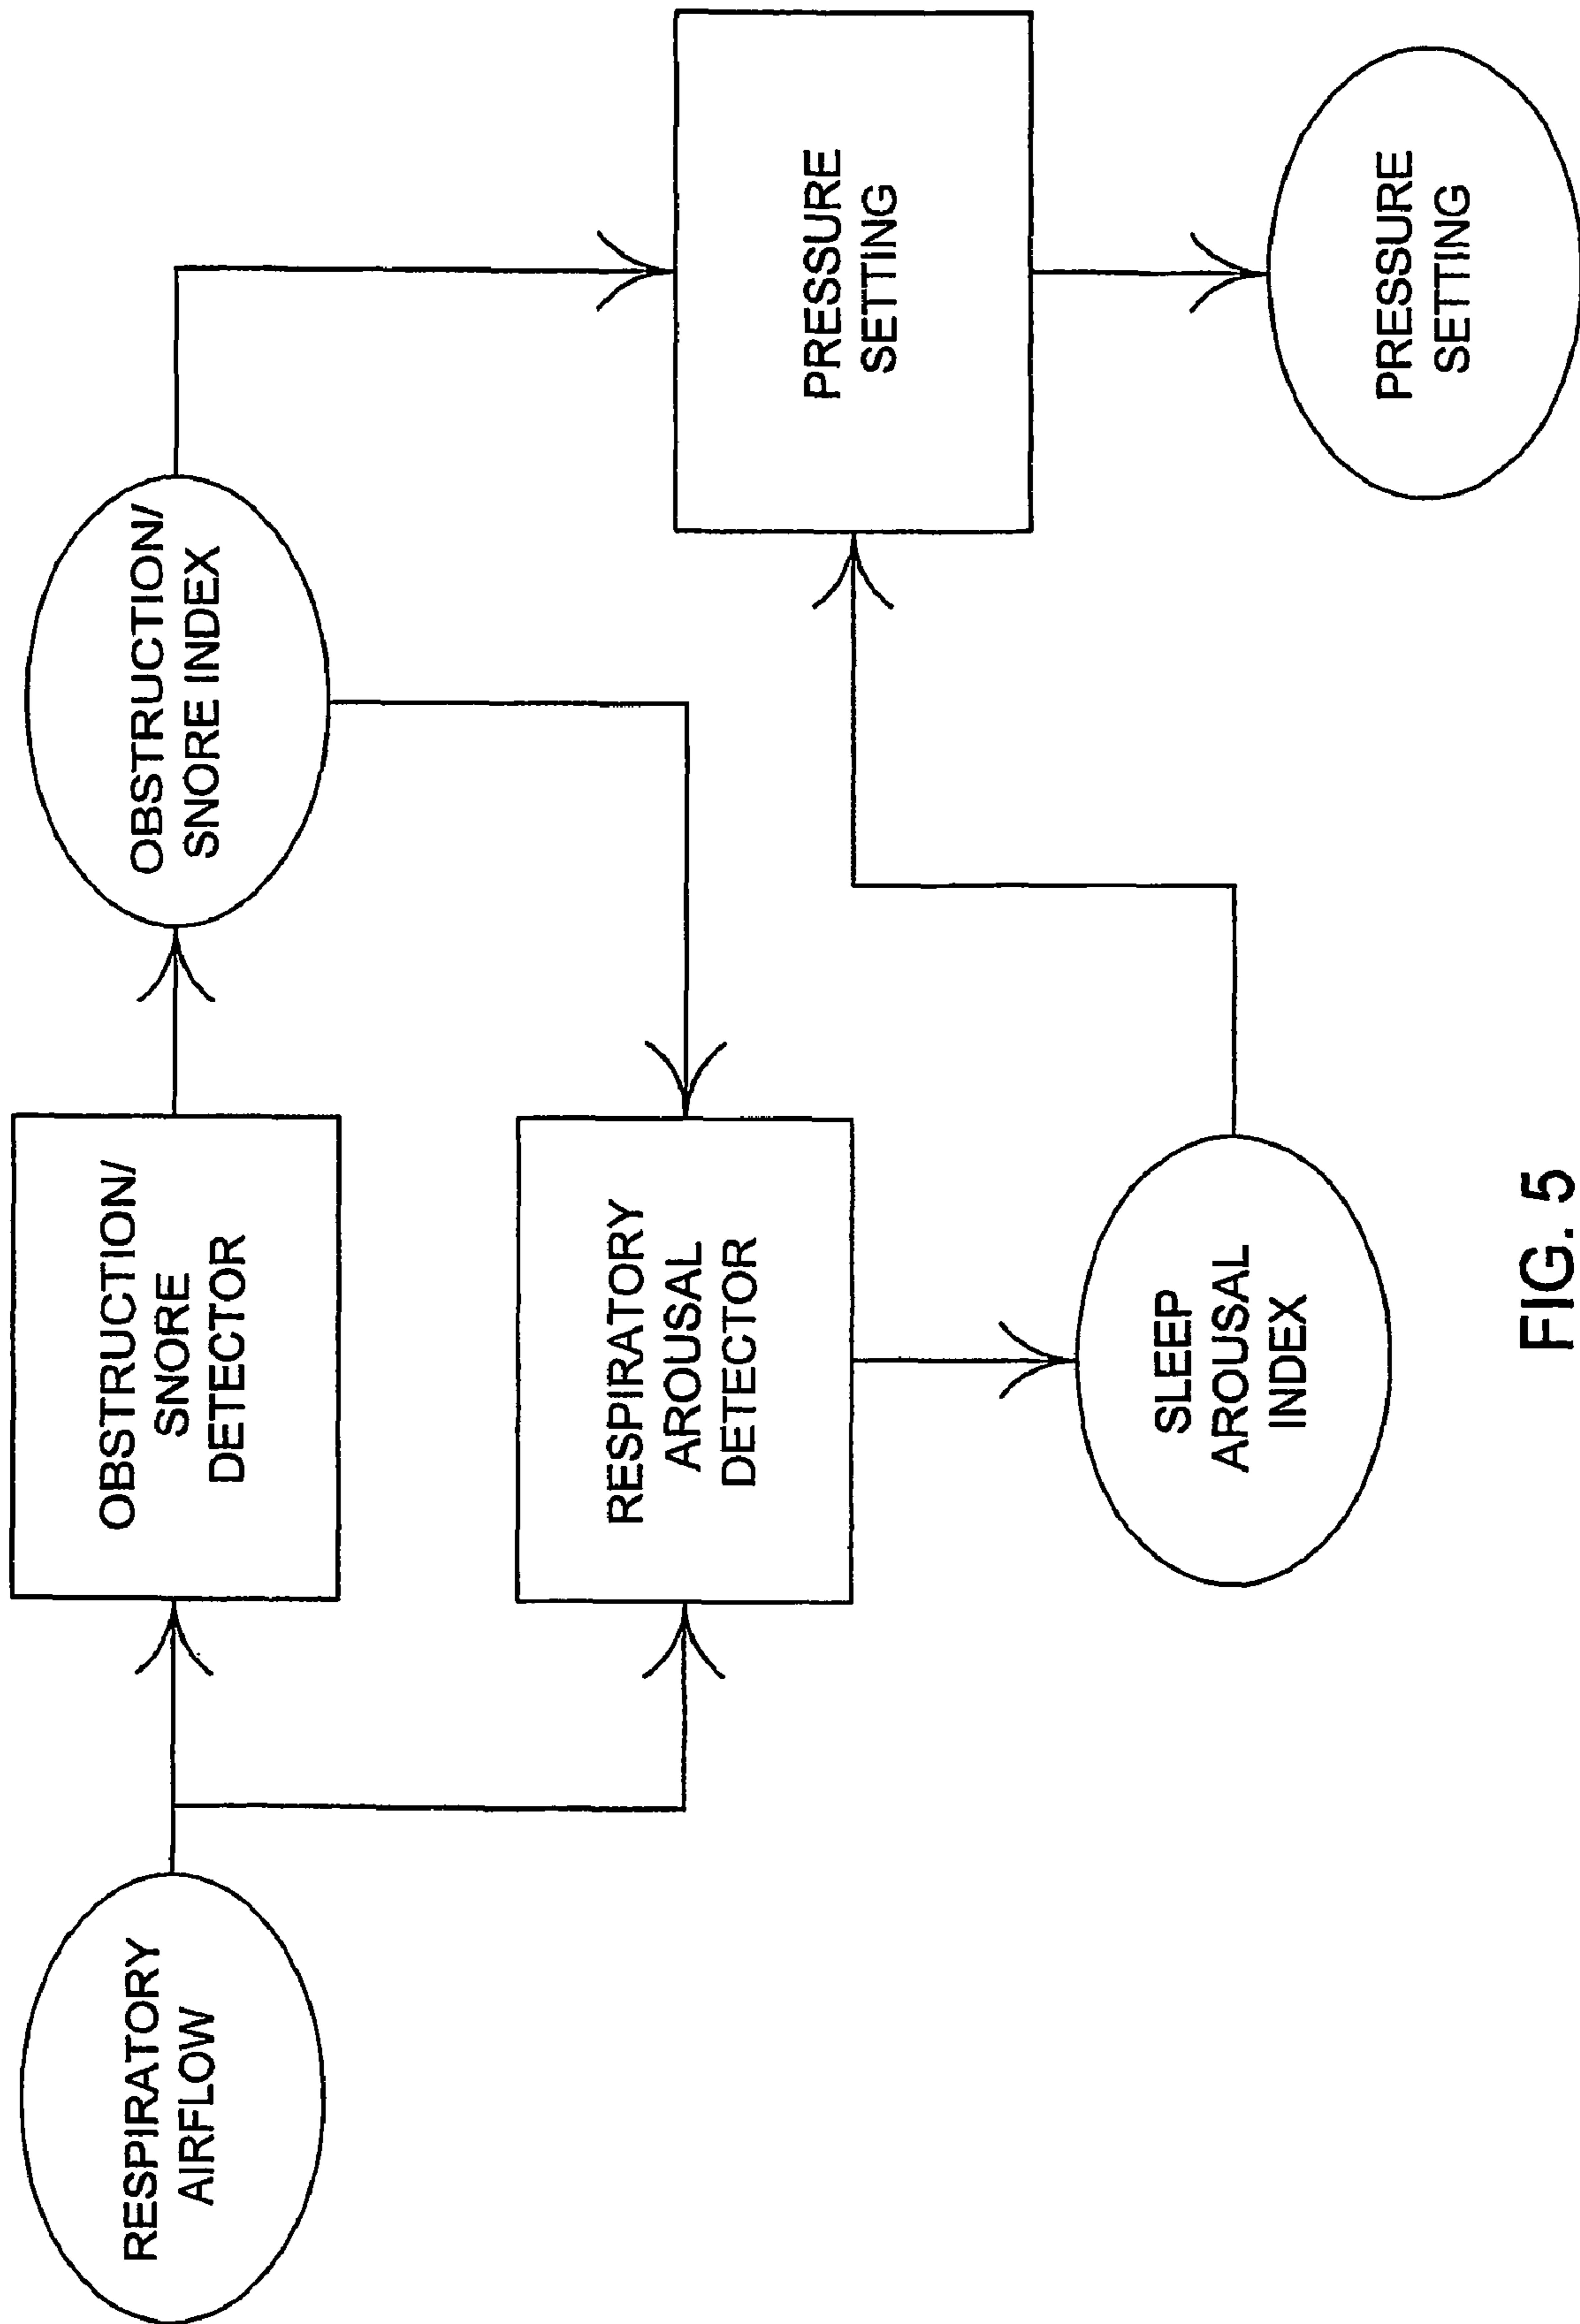 RESPIRATORY
AIRFLOW
OBSTRUCTION/
SNORE
DETECTOR
OBSTRUCTION/
SNORE INDEX
RESPIRATORY
AROUSAL
DETECTOR
SLEEP
AROUSAL
INDEX
PRESSURE
SETTING
PRESSURE
SETTING
FIG. 5